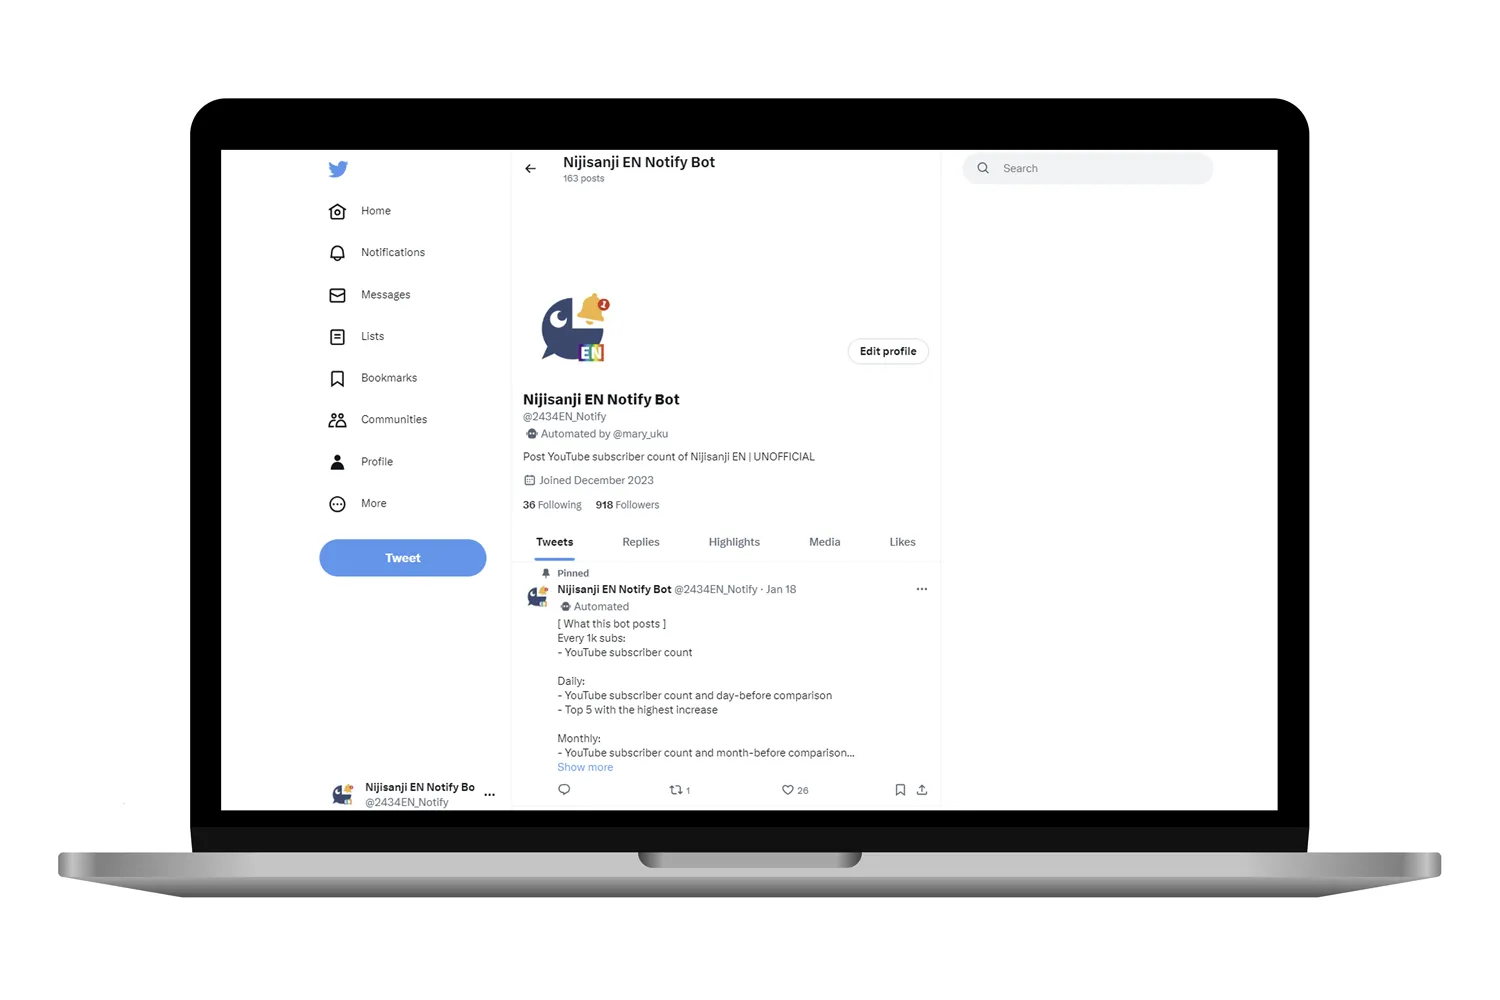 Home
Notifications
Messages
Lists
Bookmarks
Communities
Profile
More
Tweet
Nijisanji EN Notify Bo
@2434EN_Notify
Nijisanji EN Notify Bot
163 posts
1
EN
Edit profile
Nijisanji EN Notify Bot
@2434EN_Notify
Automated by @mary_uku
Post YouTube subscriber count of Nijisanji EN | UNOFFICIAL
Joined December 2023
36 Following 918 Followers
Tweets Replies Highlights Media Likes
Pinned
Nijisanji EN Notify Bot @2434EN_Notify · Jan 18
Automated
[ What this bot posts ]
Every 1k subs:
- YouTube subscriber count
Daily:
- YouTube subscriber count and day-before comparison
- Top 5 with the highest increase
Monthly:
- YouTube subscriber count and month-before comparison...
Show more
1 26
Search